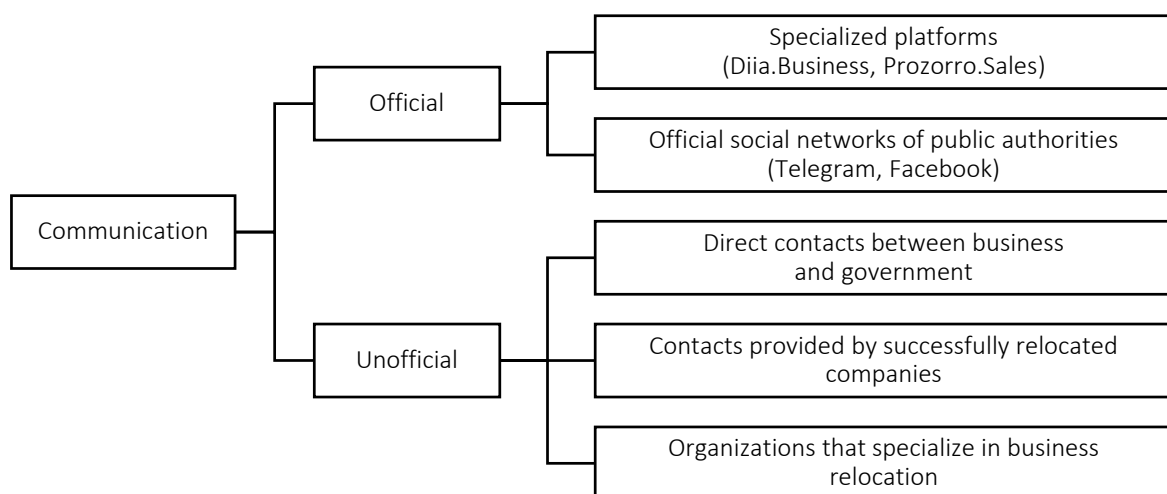 Communication
Official
Specialized platforms
(Diia.Business, Prozorro.Sales)
Official social networks of public authorities
(Telegram, Facebook)
Unofficial
Direct contacts between business
and government
Contacts provided by successfully relocated
companies
Organizations that specialize in business
relocation